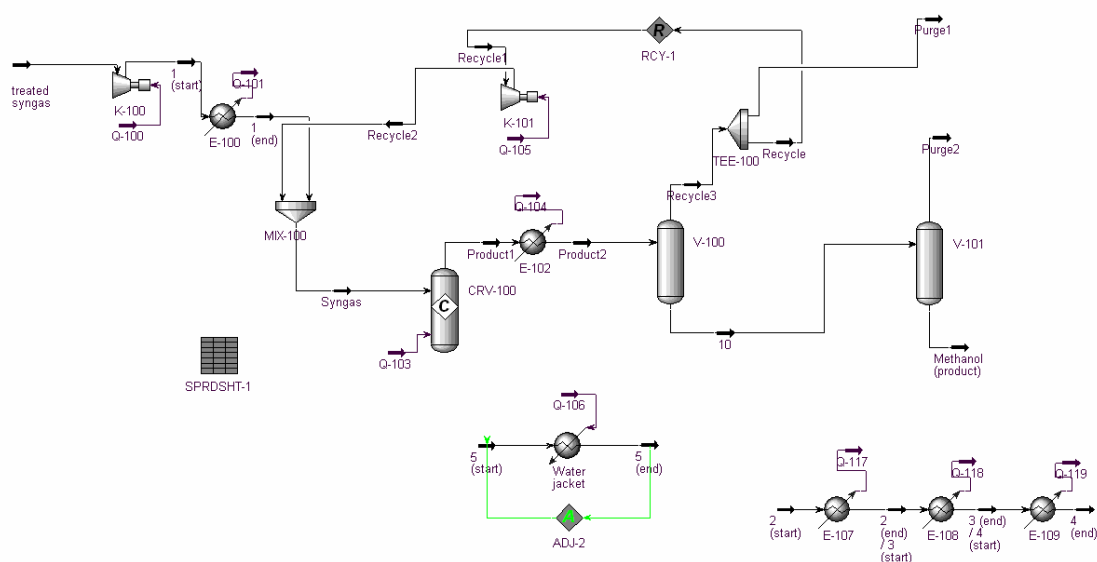 treated
syngas
K-100
Q-100
1
(start)
Q-101
E-100
1
(end)
Recycle1
R
RCY-1
Purge1
K-101
Q-105
Recycle2
TEE-100
Recycle
Recycle3
Purge2
MIX-100
Q-104
Product1
E-102
Product2
V-100
V-101
Syngas
C
CRV-100
Q-103
10
Methanol
(product)
SPRDSHT-1
Q-106
5
(start)
Water
jacket
5
(end)
A
ADJ-2
Q-117
Q-118
Q-119
2
(start)
E-107
2
(end)
/ 3
(start)
E-108
3 (end)
/ 4
(start)
E-109
4
(end)